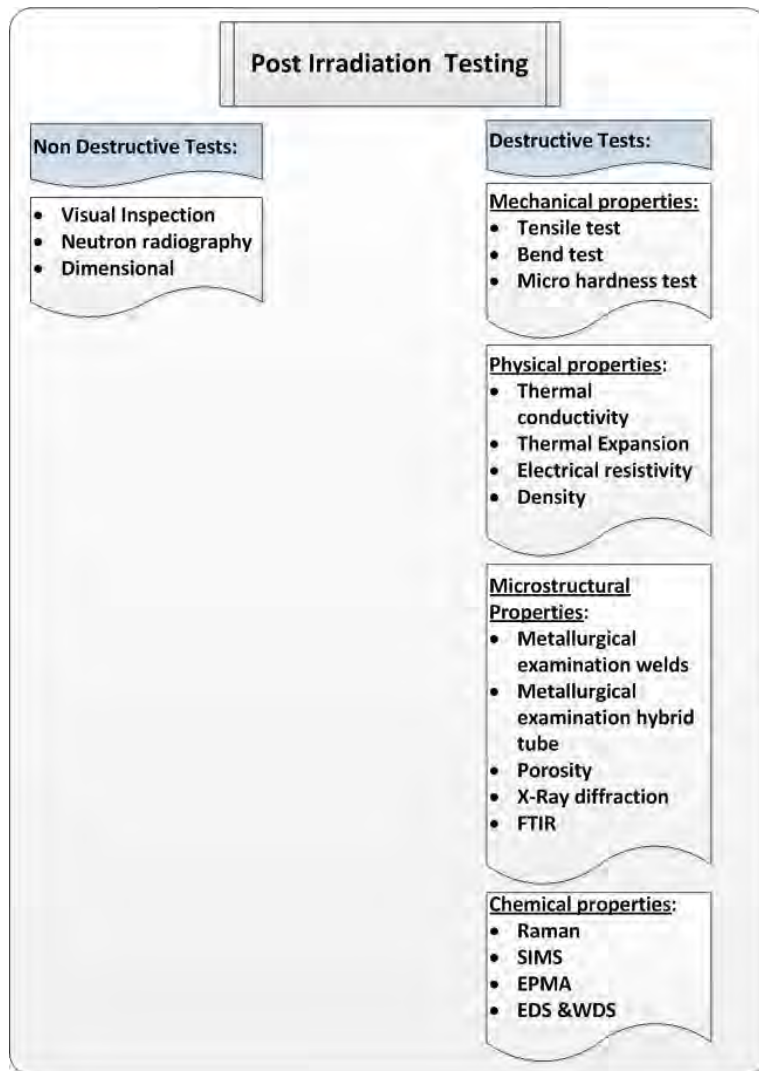 Post Irradiation Testing
Non Destructive Tests:
• Visual Inspection
• Neutron radiography
• Dimensional
Destructive Tests:
Mechanical properties:
• Tensile test
• Bend test
• Micro hardness test
Physical properties:
• Thermal
conductivity
• Thermal Expansion
• Electrical resistivity
• Density
Microstructural
Properties:
• Metallurgical
examination welds
• Metallurgical
examination hybrid
tube
• Porosity
• X-Ray diffraction
• FTIR
Chemical properties:
• Raman
• SIMS
• EPMA
• EDS &WDS